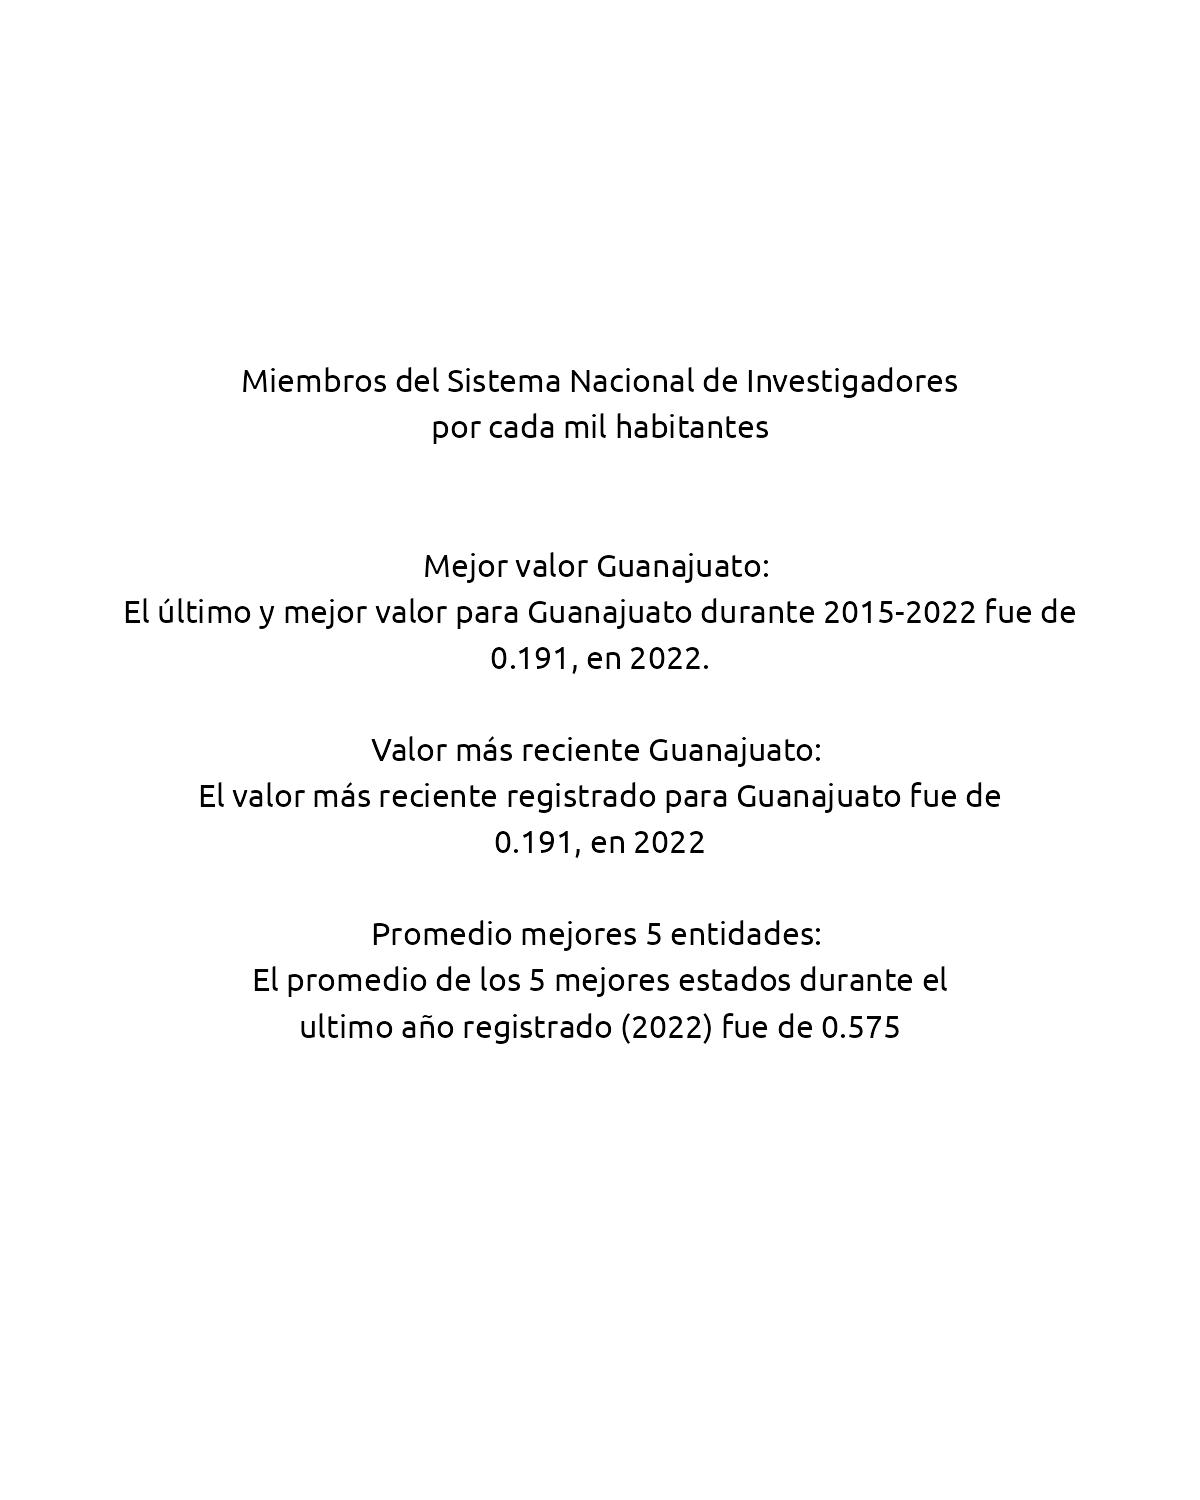 Miembros del Sistema Nacional de Investigadores
por cada mil habitantes
Mejor valor Guanajuato:
El último y mejor valor para Guanajuato durante 2015-2022 fue de
0.191, en 2022.
Valor más reciente Guanajuato:
El valor más reciente registrado para Guanajuato fue de
0.191, en 2022
Promedio mejores 5 entidades:
El promedio de los 5 mejores estados durante el
ultimo año registrado (2022) fue de 0.575